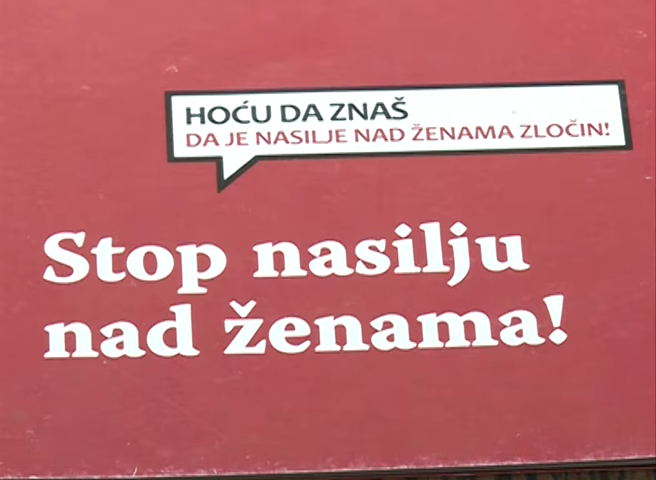 HOĆU DA ZNAŠ
DA JE NASILJE NAD ŽENAMA ZLOČIN!
Stop nasilju
nad ženama!